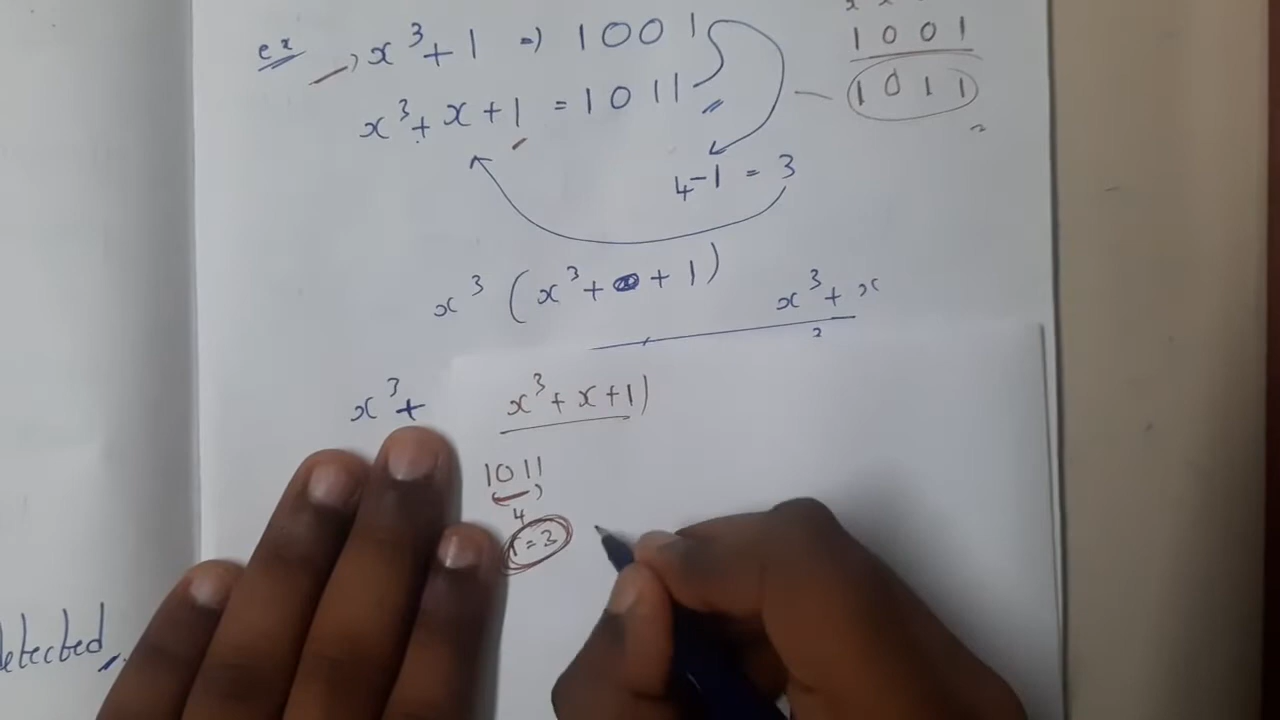 ex , x³ + 1 => 1001
x³ + x + 1 = 1011
1001
1011
4 - 1 = 3
x³ (x³ + + 1)
x³ + x
x³ +
x³ + x + 1)
1011
4
r = 3
detected,